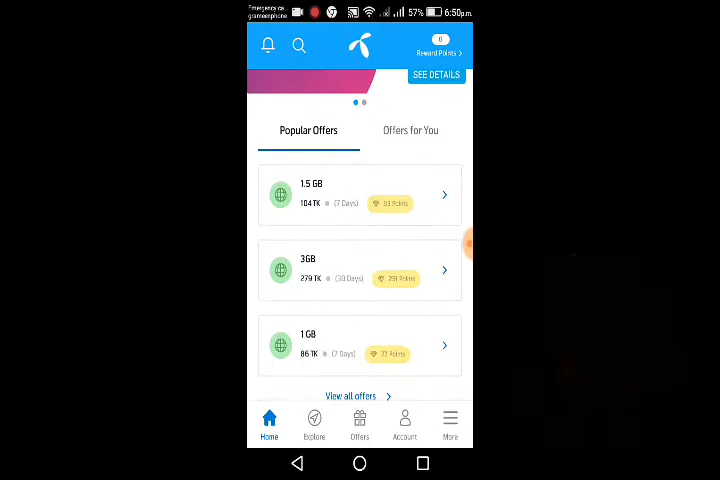 Emergency ca..
grameenphone
57% 6:50p.m.
0
Reward Points
SEE DETAILS
Popular Offers Offers for You
1.5 GB
104 TK (7 Days) 93 Points
3GB
279 TK (30 Days) 251 Points
1 GB
86 TK (7 Days) 77 Points
View all offers
Home Explore Offers Account More